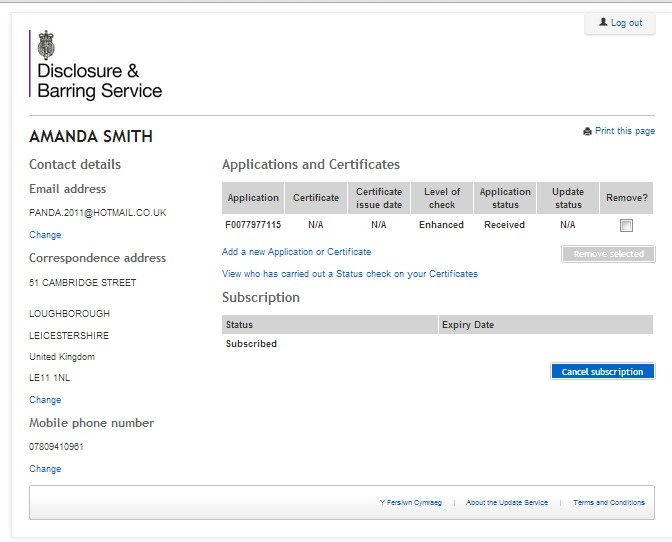 Log out
Disclosure &
Barring Service
AMANDA SMITH
Print this page
Contact details
Email address
PANDA.2011@HOTMAIL.CO.UK
Change
Correspondence address
51 CAMBRIDGE STREET
LOUGHBOROUGH
LEICESTERSHIRE
United Kingdom
LE11 1NL
Change
Mobile phone number
07809410961
Change
Applications and Certificates
Application Certificate Certificate issue date Level of check Application status Update status Remove?
F0077977115 N/A N/A Enhanced Received N/A
Add a new Application or Certificate
Remove selected
View who has carried out a Status check on your Certificates
Subscription
Status Expiry Date
Subscribed
Cancel subscription
Y Fersiwn Cymraeg | About the Update Service | Terms and Conditions